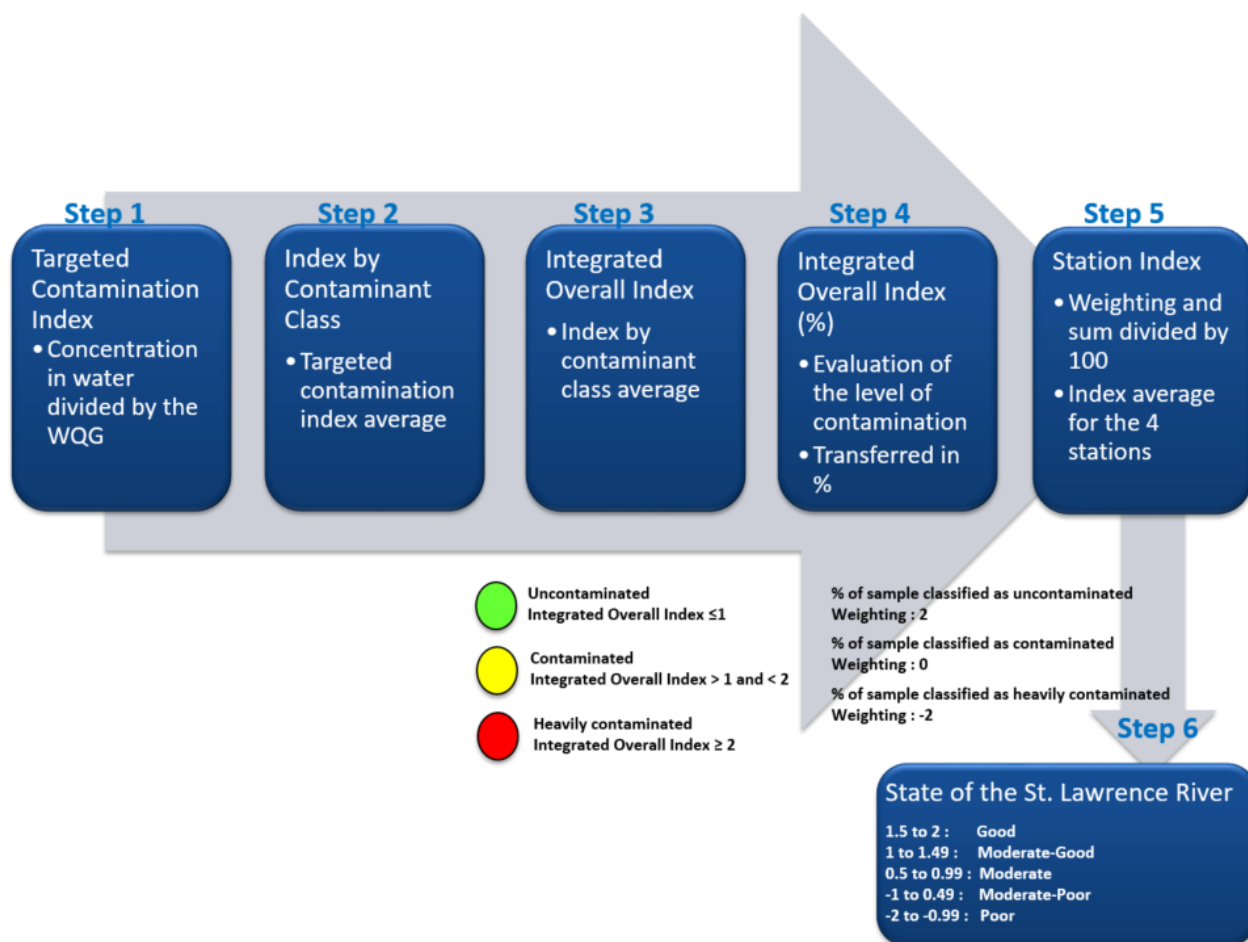 Step 1
Targeted
Contamination
Index
• Concentration
in water
divided by the
WQG
Step 2
Index by
Contaminant
Class
• Targeted
contamination
index average
Step 3
Integrated
Overall Index
• Index by
contaminant
class average
Step 4
Integrated
Overall Index
(%)
• Evaluation of
the level of
contamination
• Transferred in
%
Step 5
Station Index
• Weighting and
sum divided by
100
• Index average
for the 4
stations
Uncontaminated
Integrated Overall Index ≤1
Contaminated
Integrated Overall Index > 1 and < 2
Heavily contaminated
Integrated Overall Index ≥ 2
% of sample classified as uncontaminated
Weighting : 2
% of sample classified as contaminated
Weighting : 0
% of sample classified as heavily contaminated
Weighting : -2
Step 6
State of the St. Lawrence River
1.5 to 2 : Good
1 to 1.49 : Moderate-Good
0.5 to 0.99 : Moderate
-1 to 0.49 : Moderate-Poor
-2 to -0.99 : Poor